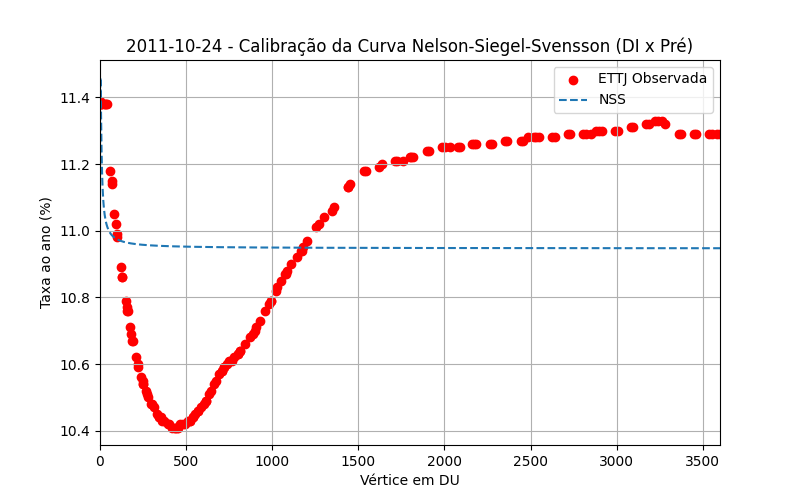 2011-10-24 - Calibração da Curva Nelson-Siegel-Svensson (DI x Pré)
ETTJ Observada
NSS
Taxa ao ano (%)
11.4
11.2
11.0
10.8
10.6
10.4
0 500 1000 1500 2000 2500 3000 3500
Vértice em DU